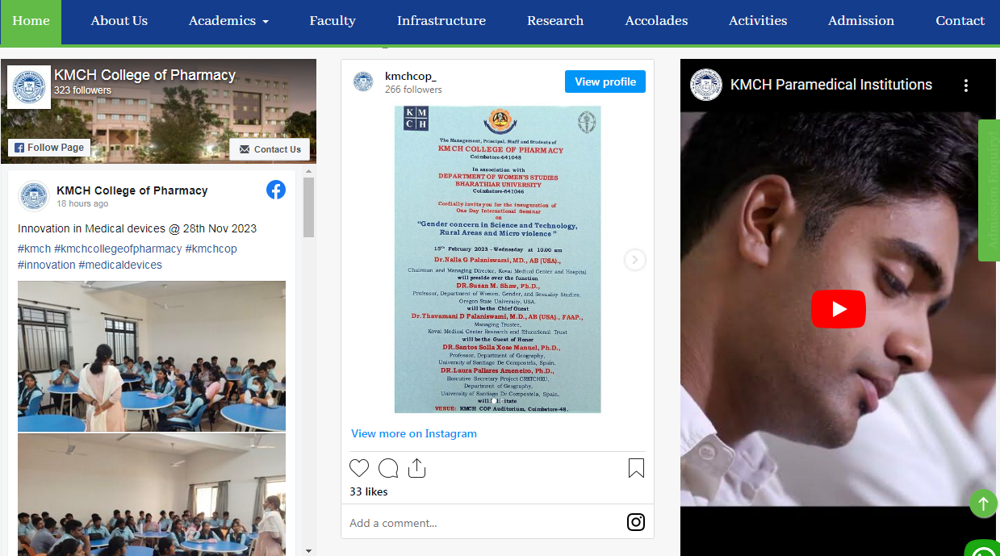 Home
About Us
Academics
Faculty
Infrastructure
Research
Accolades
Activities
Admission
Contact
KMCH College of Pharmacy
323 followers
Follow Page
Contact Us
KMCH College of Pharmacy
18 hours ago
Innovation in Medical devices @ 28th Nov 2023
#kmch #kmchcollegeofpharmacy #kmchcop
#innovation #medicaldevices
kmchcop_
266 followers
View profile
K M
C H
The Management, Principal, Staff and Students of
KMCH COLLEGE OF PHARMACY
Coimbatore-641048
In association with
DEPARTMENT OF WOMEN'S STUDIES
BHARATHIAR UNIVERSITY
Coimbatore-641046
Cordially invite you for the inauguration of
One Day International Seminar
on
"Gender concern in Science and Technology,
Rural Areas and Micro violence "
15th February 2023 - Wednesday at 10.00 am
Dr.Nalla G Palaniswami, MD., AB (USA).,
Chairman and Managing Director, Kovai Medical Center and Hospital
will preside over the function
DR.Susan M. Shaw, Ph.D.,
Professor, Department of Women, Gender, and Sexuality Studies,
Oregon State University, USA.
will be the Chief Guest
Dr.Thavamani D Palaniswami, M.D., AB (USA)., FAAP.,
Managing Trustee,
Kovai Medical Center Research and Educational Trust
will be the Guest of Honor
DR.Santos Solla Xose Manuel, Ph.D.,
Professor, Department of Geography,
University of Santiago De Compostela, Spain.
DR.Laura Pallares Ameneiro, Ph.D.,
Executive Secretary Project
Department of Geography,
University of Santiago De Compostela, Spain.
will
VENUE: KMCH COP Auditorium, Coimbatore-48.
View more on Instagram
33 likes
Add a comment...
KMCH Paramedical Institutions
Admission Enquiry!